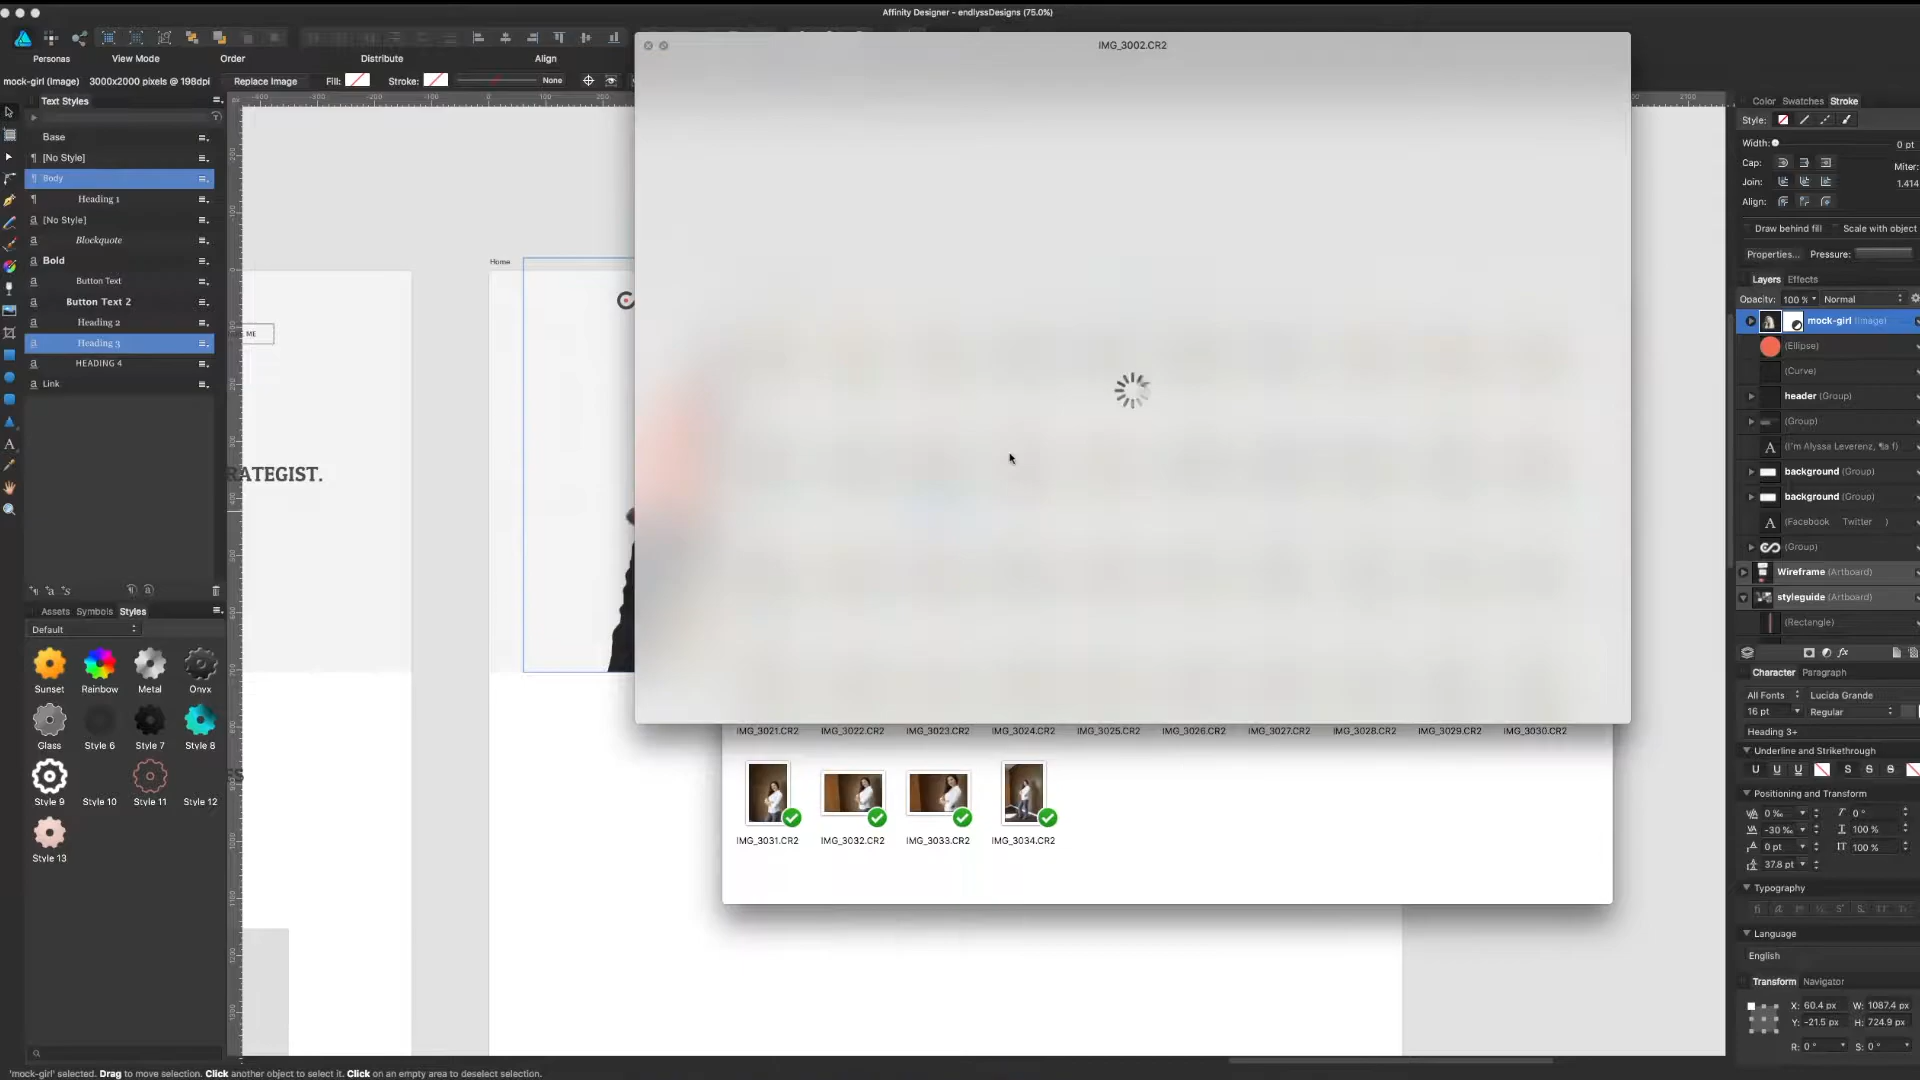 Affinity Designer - endlyssDesigns (75.0%)
Personas
View Mode
Order
Distribute
Align
mock-girl (Image)
3000x2000 pixels @ 198dpi
Replace Image
Fill:
Stroke:
None
IMG_3002.CR2
Text Styles
Base
[No Style]
Body
Heading 1
[No Style]
Blockquote
Bold
Button Text
Button Text 2
Heading 2
Heading 3
HEADING 4
Link
Assets
Symbols
Styles
Default
Sunset
Rainbow
Metal
Onyx
Glass
Style 6
Style 7
Style 8
Style 9
Style 10
Style 11
Style 12
Style 13
Home
ME
RATEGIST.
IMG_3021.CR2
IMG_3022.CR2
IMG_3023.CR2
IMG_3024.CR2
IMG_3025.CR2
IMG_3026.CR2
IMG_3027.CR2
IMG_3028.CR2
IMG_3029.CR2
IMG_3030.CR2
IMG_3031.CR2
IMG_3032.CR2
IMG_3033.CR2
IMG_3034.CR2
Color
Swatches
Stroke
Style:
Width:
0 pt
Cap:
Miter:
Join:
1.414
Align:
Draw behind fill
Scale with object
Properties...
Pressure:
Layers
Effects
Opacity:
100 %
Normal
mock-girl (Image)
(Ellipse)
(Curve)
header (Group)
(Group)
(I'm Alyssa Leverenz, ¶a f)
background (Group)
background (Group)
(Facebook Twitter )
(Group)
Wireframe (Artboard)
styleguide (Artboard)
(Rectangle)
Character
Paragraph
All Fonts
Lucida Grande
16 pt
Regular
Heading 3+
Underline and Strikethrough
Positioning and Transform
0 ‰
0 °
-30 ‰
100 %
0 pt
100 %
37.8 pt
Typography
Language
English
Transform
Navigator
X: 60.4 px
W: 1087.4 px
Y: -21.5 px
H: 724.9 px
R: 0 °
S: 0 °
'mock-girl' selected. Drag to move selection. Click another object to select it. Click on an empty area to deselect selection.